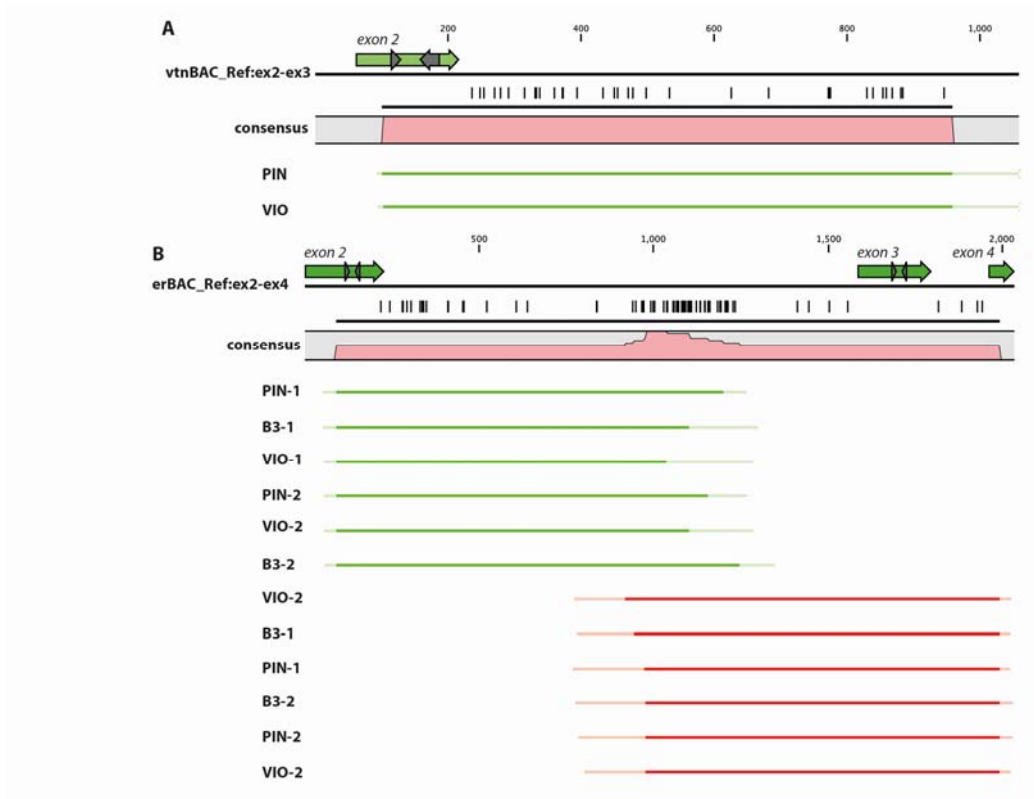 A
200 400 600 800 1,000
exon 2
vtnBAC_Ref:ex2-ex3
consensus
PIN
VIO
B
500 1,000 1,500 2,000
exon 2 exon 3 exon 4
erBAC_Ref:ex2-ex4
consensus
PIN-1
B3-1
VIO-1
PIN-2
VIO-2
B3-2
VIO-2
B3-1
PIN-1
B3-2
PIN-2
VIO-2